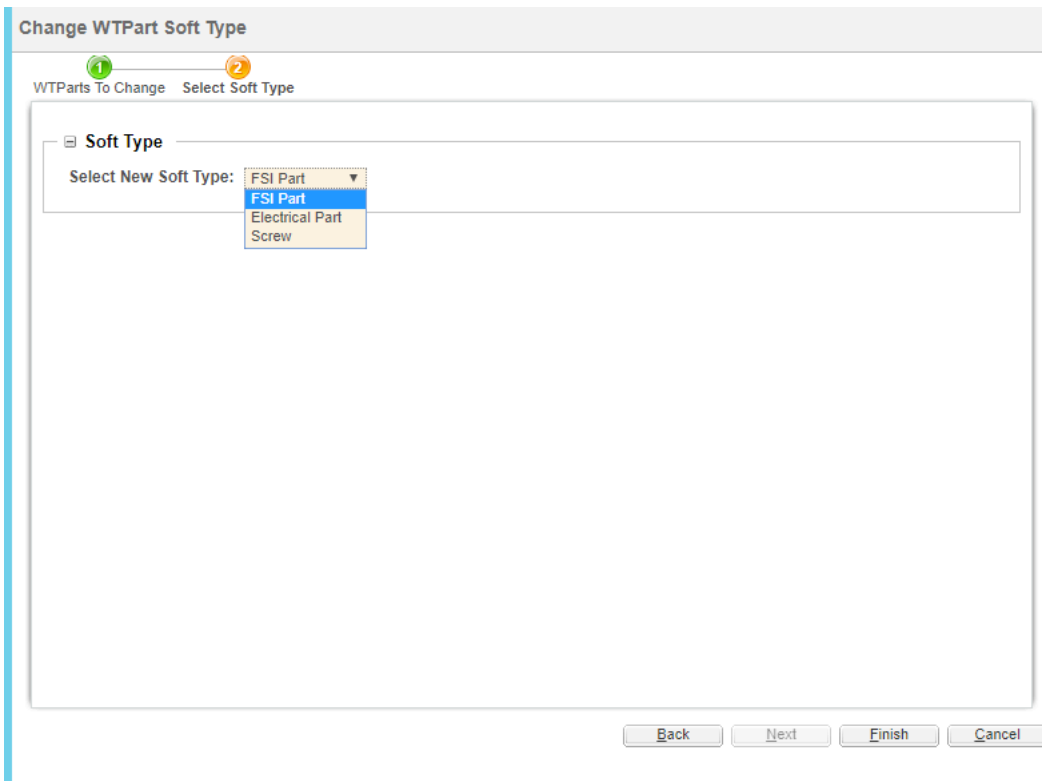 Change WTPart Soft Type
1 2
WTParts To Change Select Soft Type
Soft Type
Select New Soft Type: FSI Part
FSI Part
Electrical Part
Screw
Back Next Finish Cancel